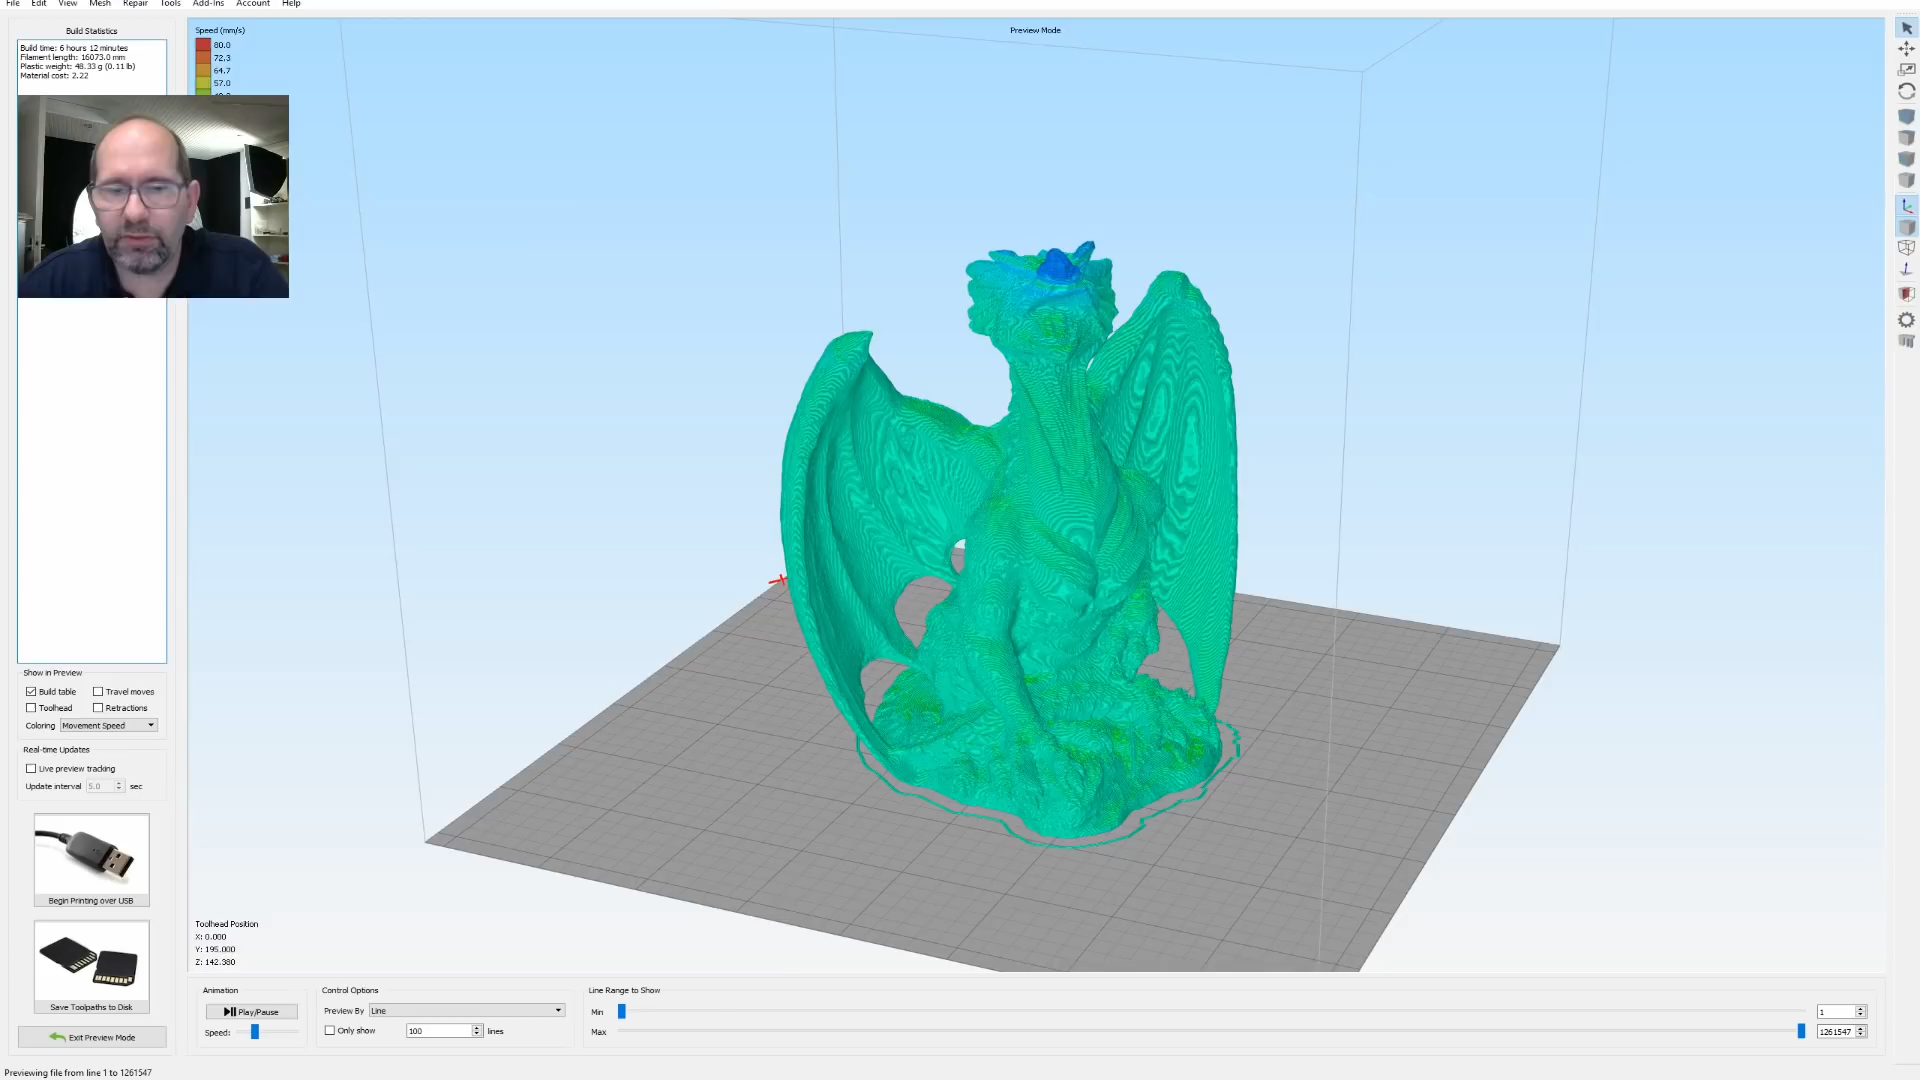 File Edit View Mesh Repair Tools Add-Ins Account Help
Build Statistics
Build time: 6 hours 12 minutes
Filament length: 16073.0 mm
Plastic weight: 48.33 g (0.11 lb)
Material cost: 2.22
Speed (mm/s)
80.0
72.3
64.7
57.0
Preview Mode
Show in Preview
Build table
Travel moves
Toolhead
Retractions
Coloring
Movement Speed
Real-time Updates
Live preview tracking
Update interval 5.0 sec
Begin Printing over USB
Save Toolpaths to Disk
Exit Preview Mode
Toolhead Position
X: 0.000
Y: 195.000
Z: 142.380
Animation
Play/Pause
Speed:
Control Options
Preview By Line
Only show 100 lines
Line Range to Show
Min 1
Max 1261547
Previewing file from line 1 to 1261547